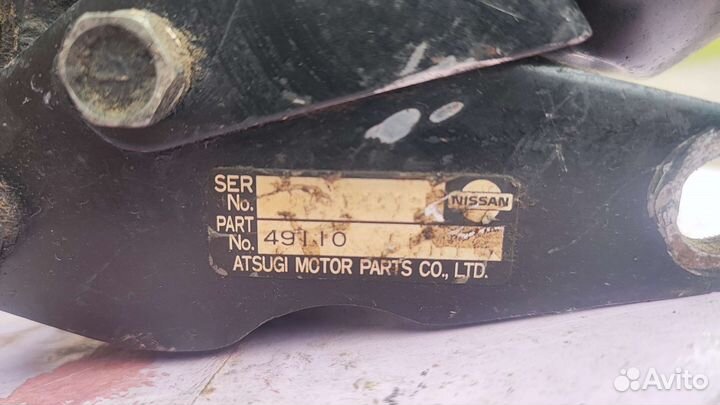 SER
No.
NISSAN
PART
No. 49110
ATSUGI MOTOR PARTS CO., LTD.
Avito